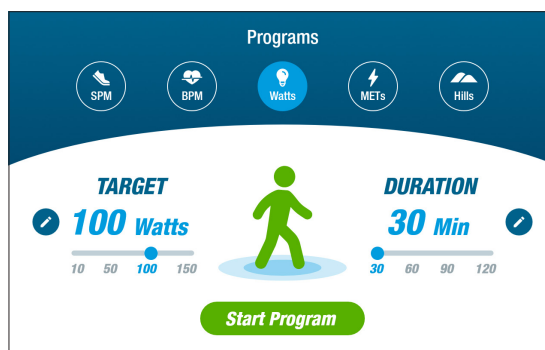 Programs
SPM BPM Watts METs Hills
TARGET
100 Watts
10 50 100 150
DURATION
30 Min
30 60 90 120
Start Program